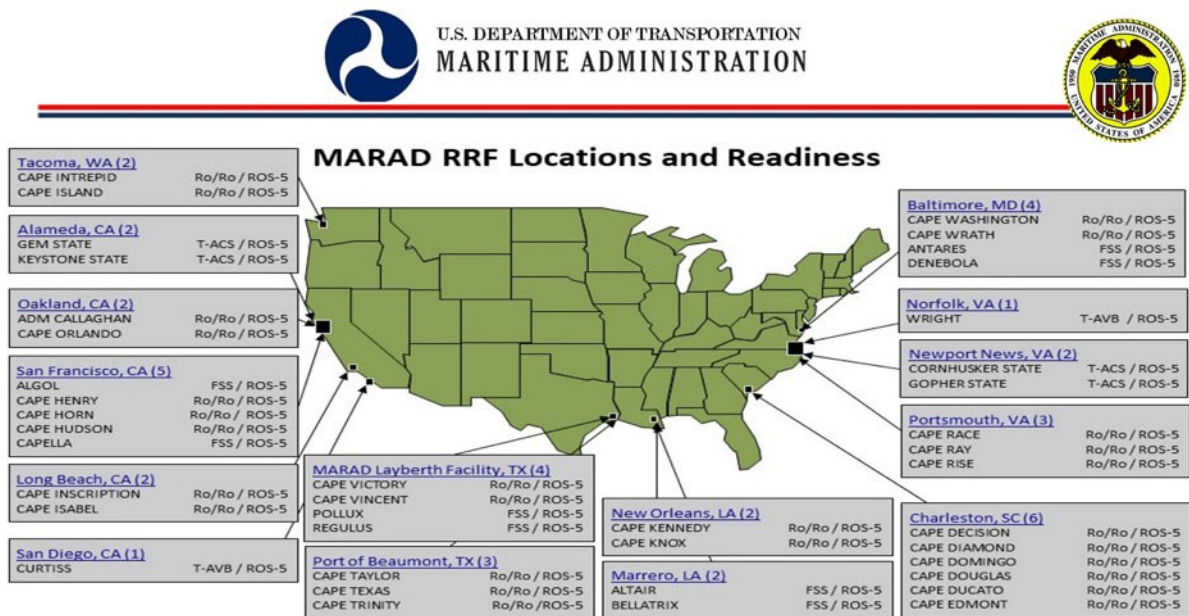 U.S. DEPARTMENT OF TRANSPORTATION
MARITIME ADMINISTRATION
MARITIME ADMINISTRATION
1950
1950
UNITED STATES OF AMERICA
MARAD RRF Locations and Readiness
Tacoma, WA (2)
CAPE INTREPID Ro/Ro / ROS-5
CAPE ISLAND Ro/Ro / ROS-5
Alameda, CA (2)
GEM STATE T-ACS / ROS-5
KEYSTONE STATE T-ACS / ROS-5
Oakland, CA (2)
ADM CALLAGHAN Ro/Ro / ROS-5
CAPE ORLANDO Ro/Ro / ROS-5
San Francisco, CA (5)
ALGOL FSS / ROS-5
CAPE HENRY Ro/Ro / ROS-5
CAPE HORN Ro/Ro / ROS-5
CAPE HUDSON Ro/Ro / ROS-5
CAPELLA FSS / ROS-5
Long Beach, CA (2)
CAPE INSCRIPTION Ro/Ro / ROS-5
CAPE ISABEL Ro/Ro / ROS-5
San Diego, CA (1)
CURTISS T-AVB / ROS-5
MARAD Layberth Facility, TX (4)
CAPE VICTORY Ro/Ro / ROS-5
CAPE VINCENT Ro/Ro / ROS-5
POLLUX FSS / ROS-5
REGULUS FSS / ROS-5
Port of Beaumont, TX (3)
CAPE TAYLOR Ro/Ro / ROS-5
CAPE TEXAS Ro/Ro / ROS-5
CAPE TRINITY Ro/Ro / ROS-5
New Orleans, LA (2)
CAPE KENNEDY Ro/Ro / ROS-5
CAPE KNOX Ro/Ro / ROS-5
Marrero, LA (2)
ALTAIR FSS / ROS-5
BELLATRIX FSS / ROS-5
Baltimore, MD (4)
CAPE WASHINGTON Ro/Ro / ROS-5
CAPE WRATH Ro/Ro / ROS-5
ANTARES FSS / ROS-5
DENEBOLA FSS / ROS-5
Norfolk, VA (1)
WRIGHT T-AVB / ROS-5
Newport News, VA (2)
CORNHUSKER STATE T-ACS / ROS-5
GOPHER STATE T-ACS / ROS-5
Portsmouth, VA (3)
CAPE RACE Ro/Ro / ROS-5
CAPE RAY Ro/Ro / ROS-5
CAPE RISE Ro/Ro / ROS-5
Charleston, SC (6)
CAPE DECISION Ro/Ro / ROS-5
CAPE DIAMOND Ro/Ro / ROS-5
CAPE DOMINGO Ro/Ro / ROS-5
CAPE DOUGLAS Ro/Ro / ROS-5
CAPE DUCATO Ro/Ro / ROS-5
CAPE EDMONT Ro/Ro / ROS-5